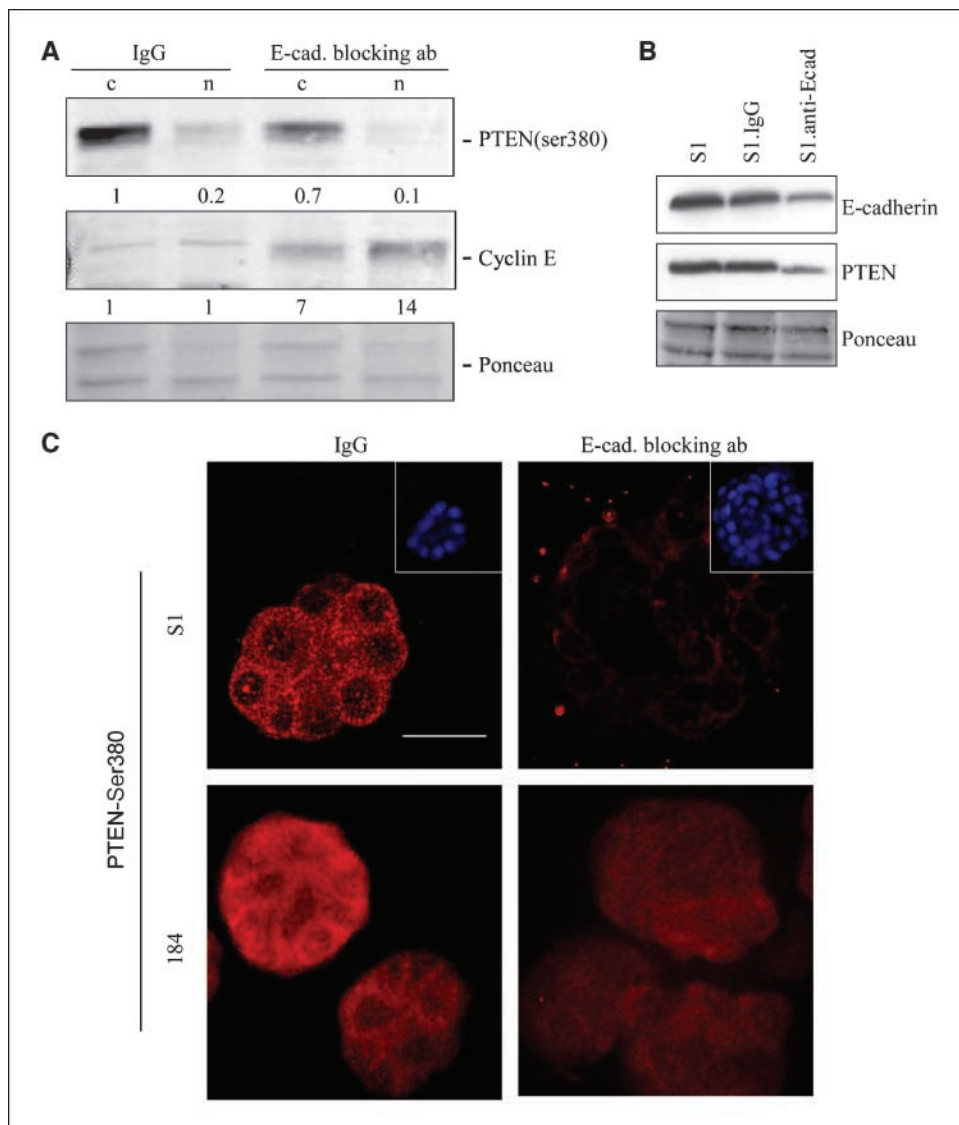 A
IgG E-cad. blocking ab
c n c n
- PTEN(ser380)
1 0.2 0.7 0.1
- Cyclin E
1 1 7 14
- Ponceau
B
S1 S1.IgG S1.anti-Ecad
E-cadherin
PTEN
Ponceau
C
IgG E-cad. blocking ab
PTEN-Ser380
S1
184